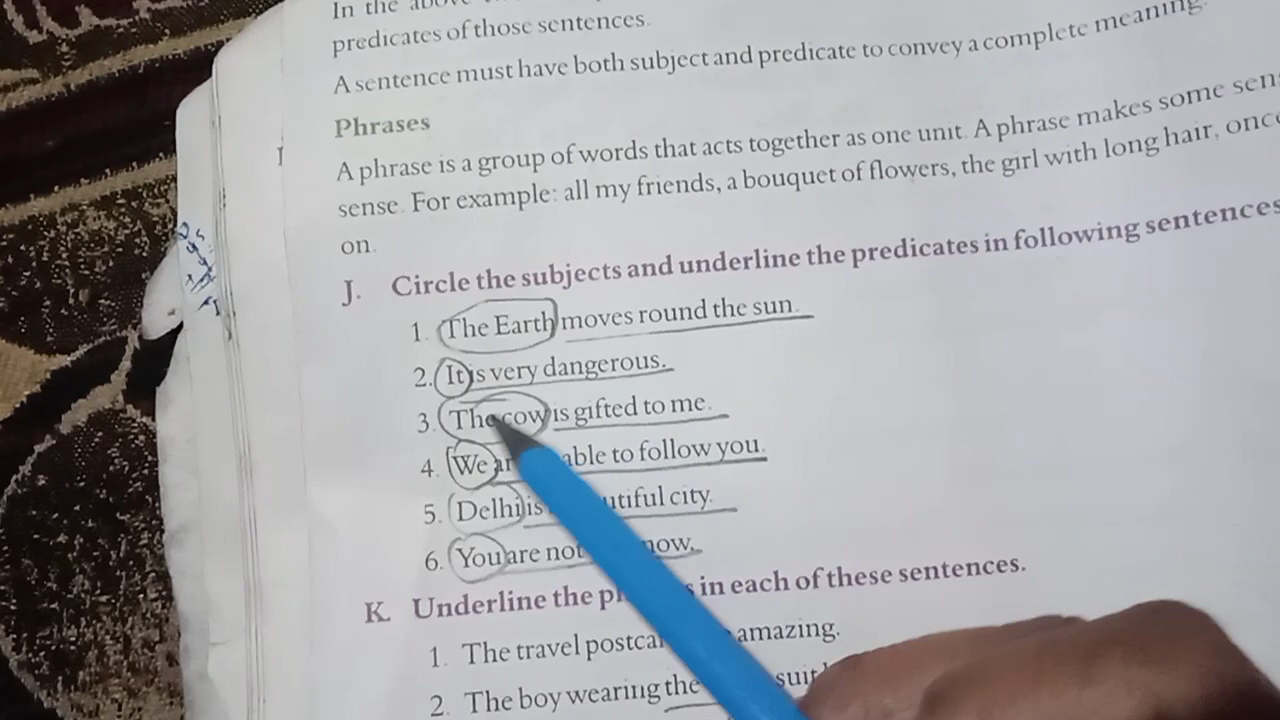 In the above
predicates of those sentences.
A sentence must have both subject and predicate to convey a complete meaning.
Phrases
A phrase is a group of words that acts together as one unit. A phrase makes some
sense. For example: all my friends, a bouquet of flowers, the girl with long hair,
on.
J. Circle the subjects and underline the predicates in following sentences
1. The Earth moves round the sun.
2. It is very dangerous.
3. The cow is gifted to me.
4. We able to follow you.
5. Delhi is city.
6. You are not now.
K. Underline the in each of these sentences.
1. The travel amazing.
2. The boy wearing the